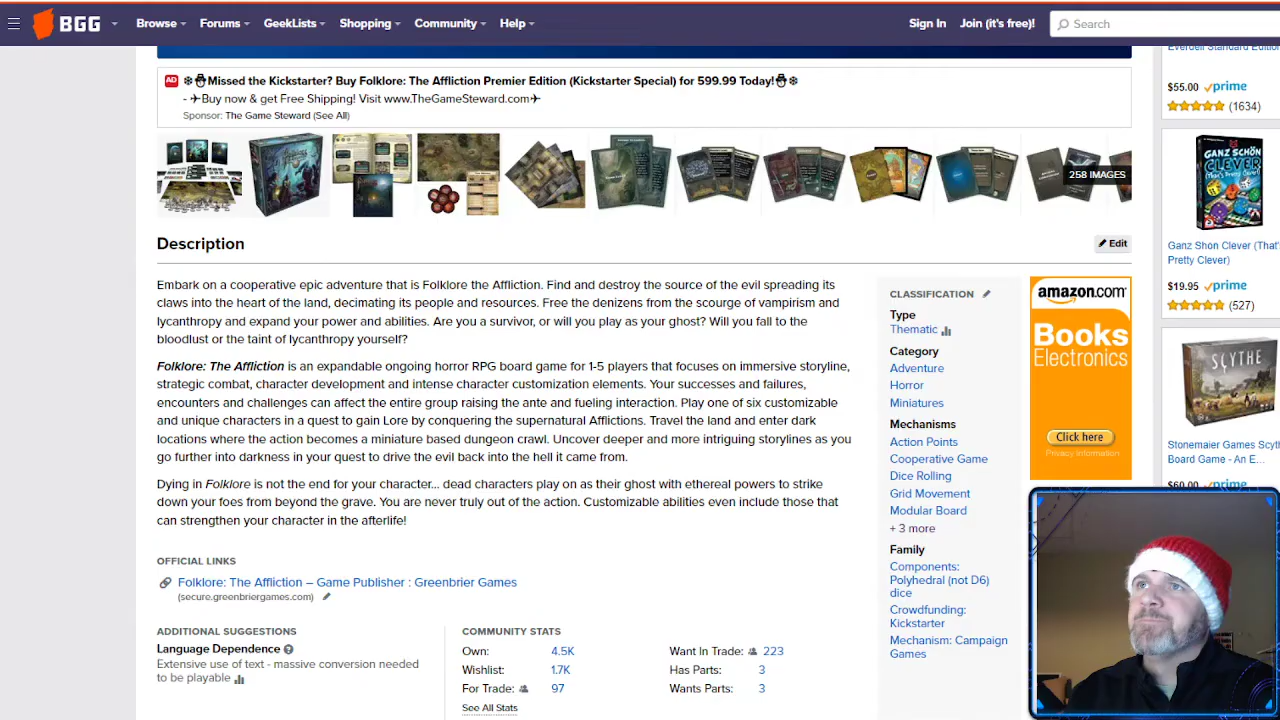 BGG Browse Forums GeekLists Shopping Community Help Sign In Join (it's free!) Search
AD ❄⛄Missed the Kickstarter? Buy Folklore: The Affliction Premier Edition (Kickstarter Special) for 599.99 Today!⛄❄
- ✈Buy now & get Free Shipping! Visit www.TheGameSteward.com✈
Sponsor: The Game Steward (See All)
258 IMAGES
Description
Edit
Embark on a cooperative epic adventure that is Folklore the Affliction. Find and destroy the source of the evil spreading its
claws into the heart of the land, devastating its people and resources. Free the denizens from the scourge of vampirism and
lycanthropy and expand your power and abilities. Are you a survivor, or will you play as your ghost? Will you fall to the
bloodlust or the taint of lycanthropy yourself?
Folklore: The Affliction is an expandable ongoing horror RPG board game for 1-5 players that focuses on immersive storyline,
strategic combat, character development and intense character customization elements. Your successes and failures,
encounters and challenges can affect the entire group raising the ante and fueling interaction. Play one of six customizable
and unique characters in a quest to gain Lore by conquering the supernatural Afflictions. Travel the land and enter dark
locations where the action becomes a miniature based dungeon crawl. Uncover deeper and more intriguing storylines as you
go further into darkness in your quest to drive the evil back into the hell it came from.
Dying in Folklore is not the end for your character... dead characters play on as their ghost with ethereal powers to strike
down your foes from beyond the grave - you are never truly out of the action. Customizable abilities even include those that
can strengthen your character in the afterlife!
OFFICIAL LINKS
Folklore: The Affliction – Game Publisher : Greenbrier Games
(secure.greenbriergames.com)
ADDITIONAL SUGGESTIONS
Language Dependence
Extensive use of text - massive conversion needed
to be playable
COMMUNITY STATS
Own: 4.5K
Wishlist: 1.7K
For Trade: 97
See All Stats
Want In Trade: 223
Has Parts: 3
Wants Parts: 3
CLASSIFICATION
Type
Thematic
Category
Adventure
Horror
Miniatures
Mechanisms
Action Points
Cooperative Game
Dice Rolling
Grid Movement
Modular Board
+ 3 more
Family
Components:
Polyhedral (not D6)
dice
Crowdfunding:
Kickstarter
Mechanism: Campaign
Games
amazon.com
Books
Electronics
Click here
Privacy Information
Everdell Standard Edition
$55.00 prime
(1634)
GANZ SCHÖN
CLEVER
Ganz Shon Clever (That'
Pretty Clever)
$19.95 prime
(527)
SCYTHE
Stonemaier Games Scyth
Board Game - An E...
$60.00 prime